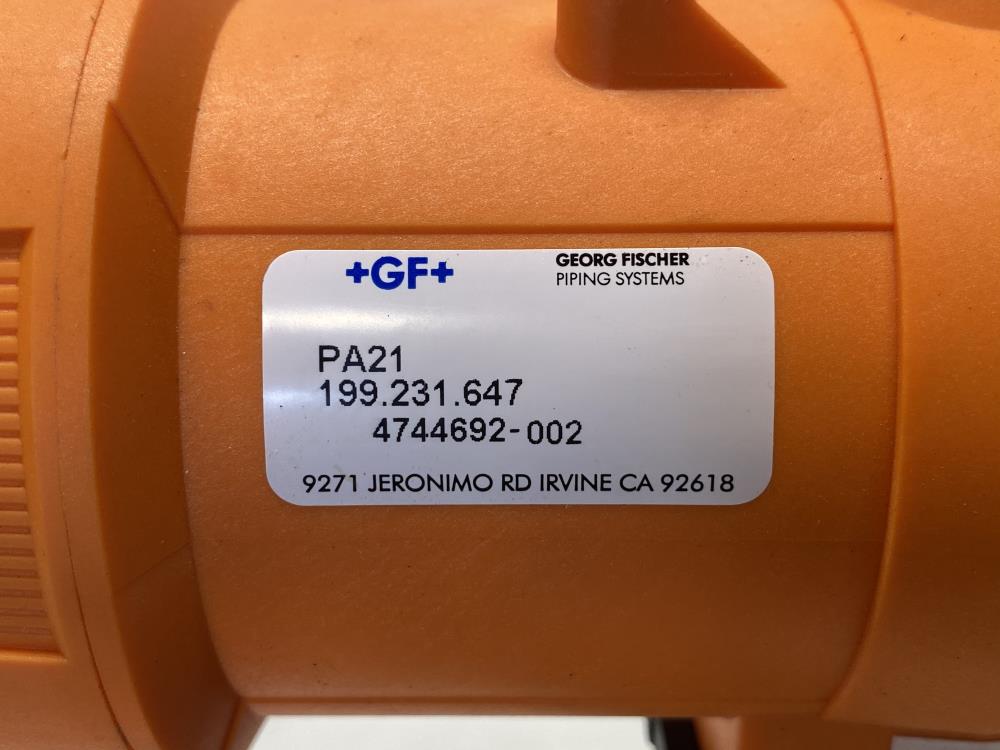 +GF+
GEORG FISCHER
PIPING SYSTEMS
PA21
199.231.647
4744692-002
9271 JERONIMO RD IRVINE CA 92618